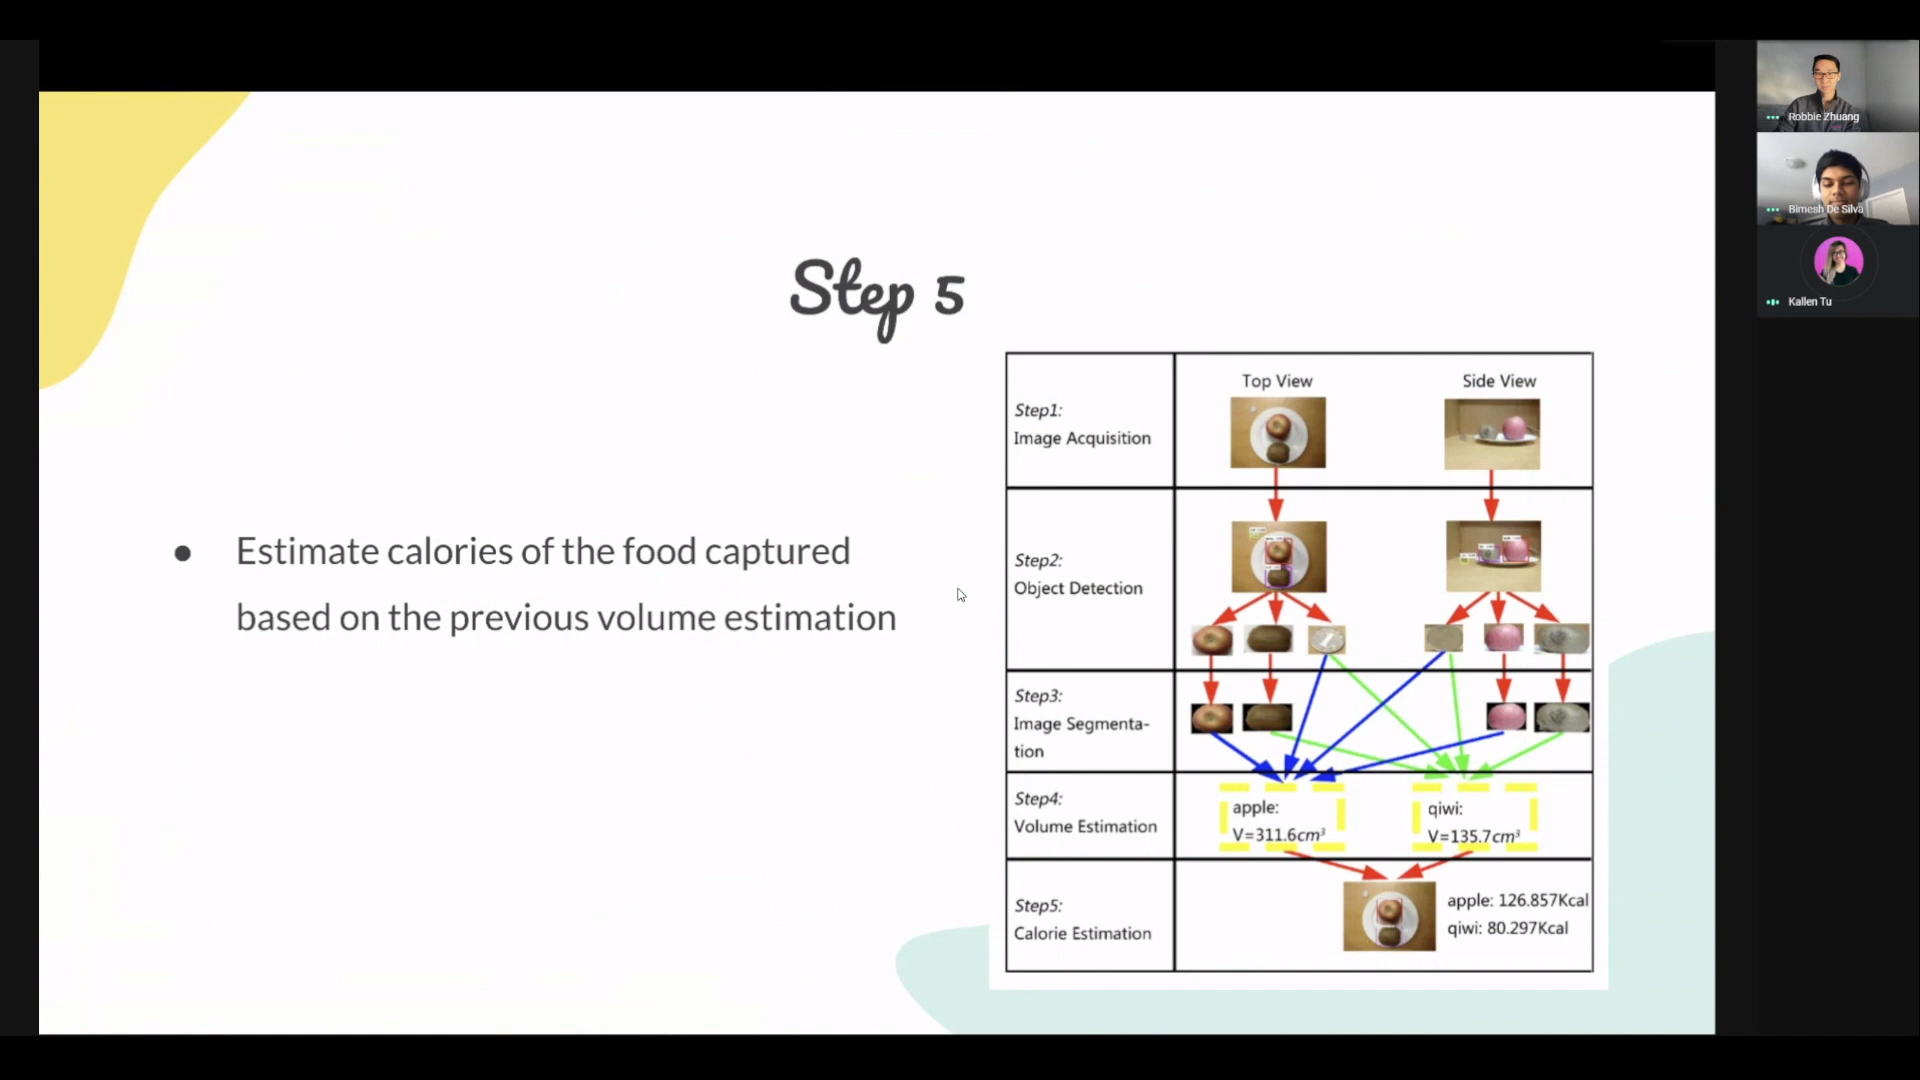 Step 5
Estimate calories of the food captured
based on the previous volume estimation
Top View
Side View
Step1:
Image Acquisition
Step2:
Object Detection
Step3:
Image Segmenta-
tion
Step4:
Volume Estimation
apple:
V=311.6cm³
qiwi:
V=135.7cm³
Step5:
Calorie Estimation
apple: 126.857Kcal
qiwi: 80.297Kcal
Robbie Zhuang
Bimesh De Silva
Kallen Tu